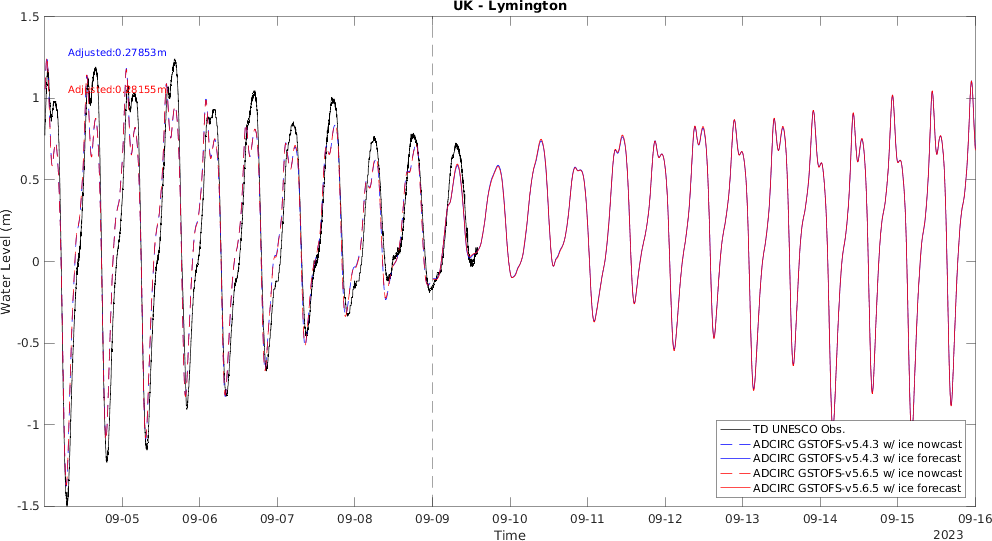 UK - Lymington
1.5
Adjusted:0.27853m
Adjusted:0.28155m
1
0.5
0
-0.5
-1
-1.5
Water Level (m)
TD UNESCO Obs.
ADCIRC GSTOFS-v5.4.3 w/ ice nowcast
ADCIRC GSTOFS-v5.4.3 w/ ice forecast
ADCIRC GSTOFS-v5.6.5 w/ ice nowcast
ADCIRC GSTOFS-v5.6.5 w/ ice forecast
09-05 09-06 09-07 09-08 09-09 09-10 09-11 09-12 09-13 09-14 09-15 09-16
Time
2023